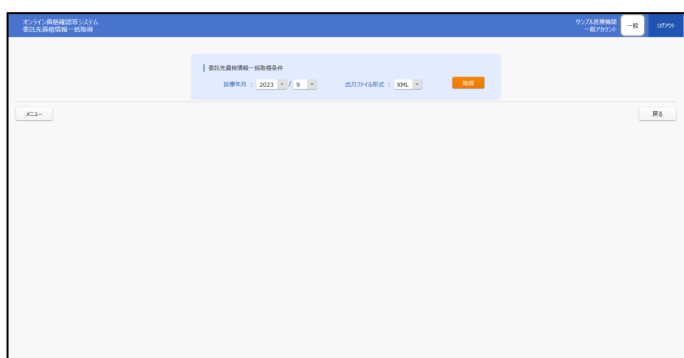 オンライン資格確認等システム
委託先資格情報一括取得
サンプル医療機関
一般アカウント
一般
ログアウト
委託先資格情報一括取得条件
診療年月 : 2023 / 9 出力ファイル形式 : XML 取得
メニュー
戻る